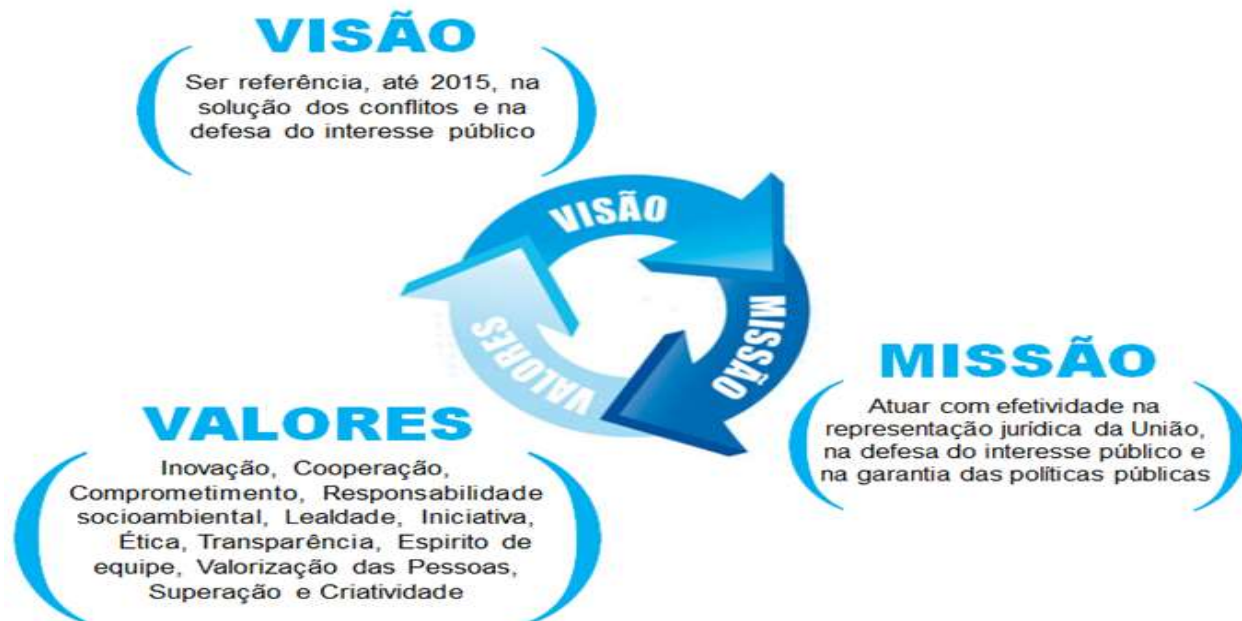 VISÃO
Ser referência, até 2015, na
solução dos conflitos e na
defesa do interesse público
VISÃO
MISSÃO
VALORES
MISSÃO
Atuar com efetividade na
representação jurídica da União,
na defesa do interesse público e
na garantia das políticas públicas
VALORES
Inovação, Cooperação,
Comprometimento, Responsabilidade
socioambiental, Lealdade, Iniciativa,
Ética, Transparência, Espirito de
equipe, Valorização das Pessoas,
Superação e Criatividade